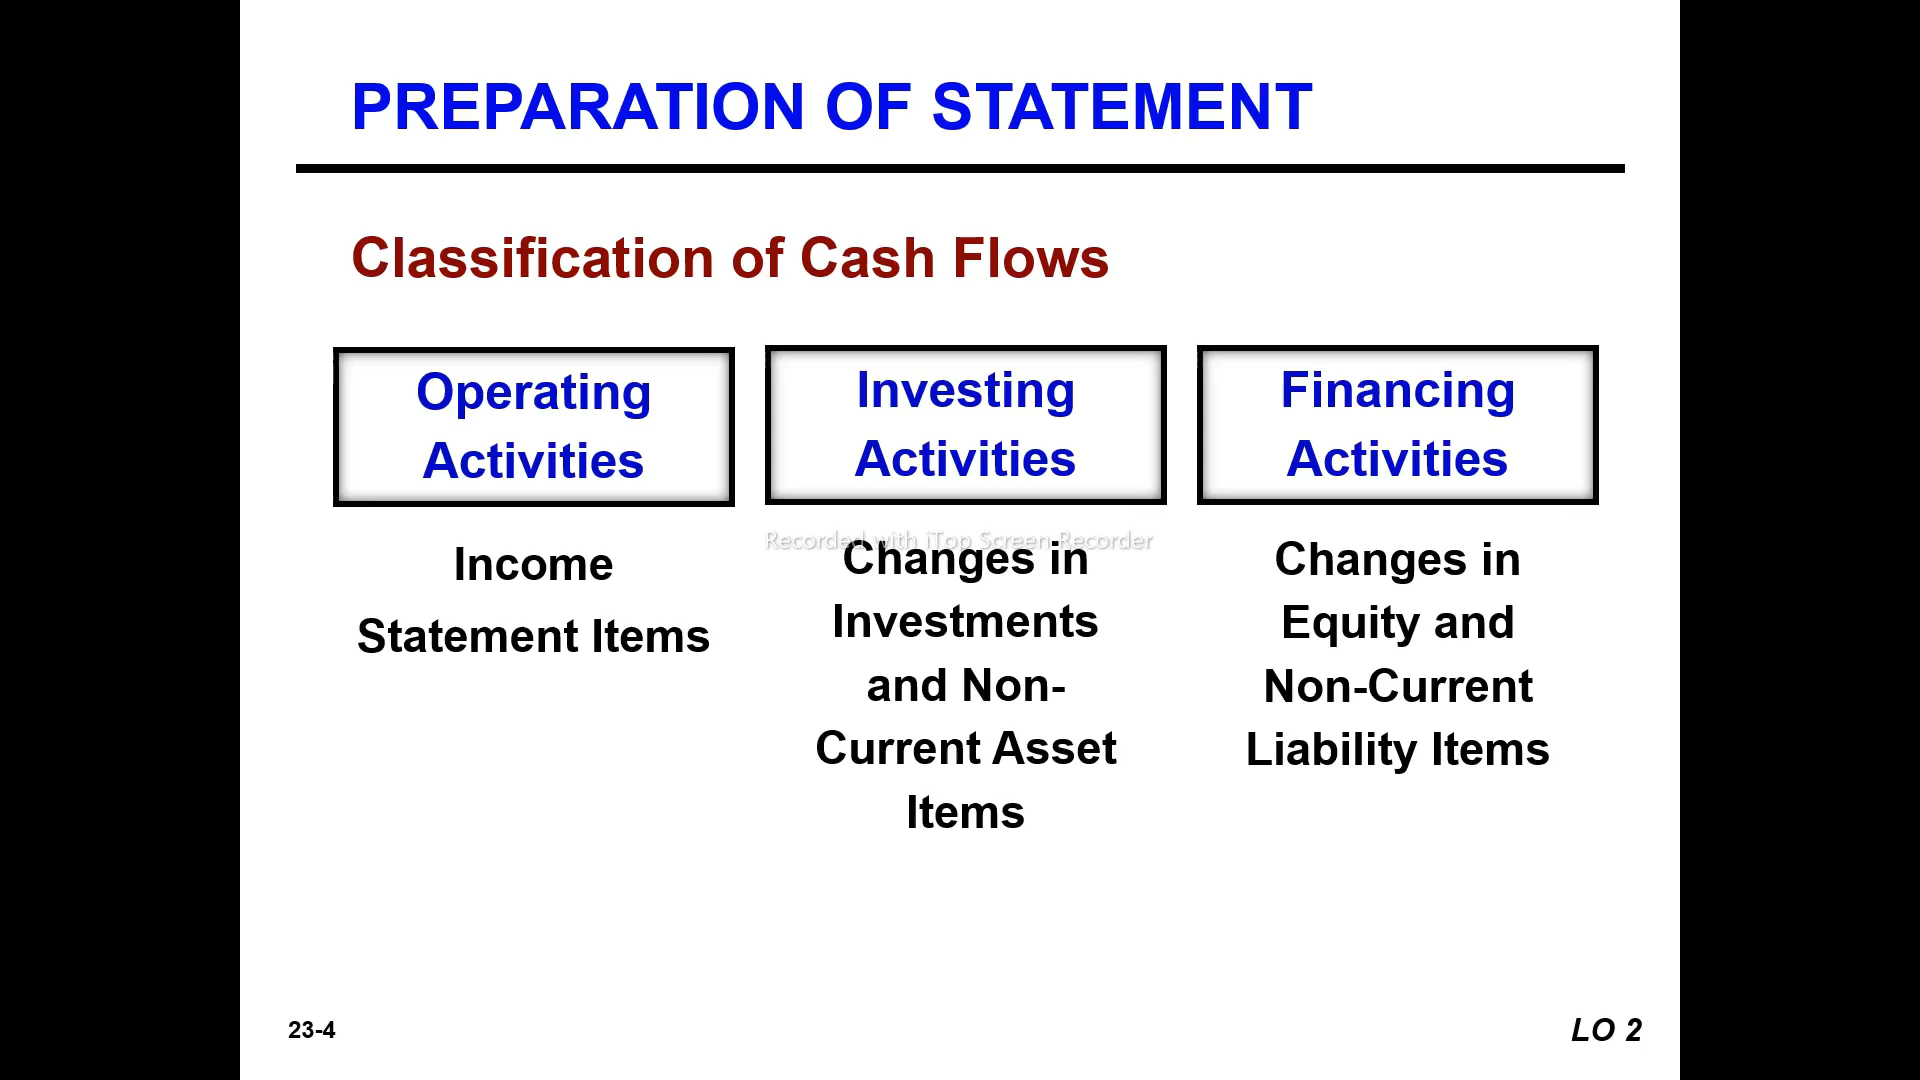 PREPARATION OF STATEMENT
Classification of Cash Flows
Operating
Activities
Income
Statement Items
Investing
Activities
Recorded with iTop Screen Recorder
Changes in
Investments
and Non-
Current Asset
Items
Financing
Activities
Changes in
Equity and
Non-Current
Liability Items
23-4
LO 2